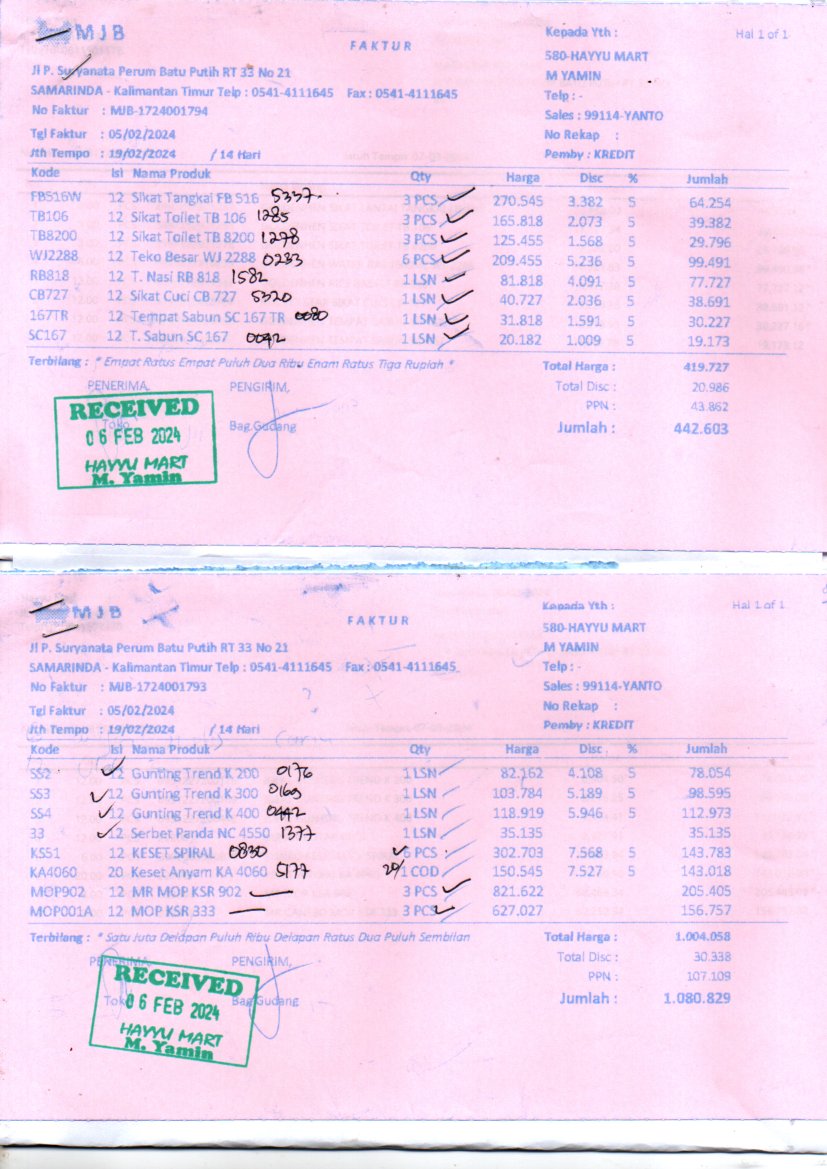 MJB
FAKTUR
Kepada Yth :
Hal 1 of 1
580-HAYYU MART
Jl P. Suryanata Perum Batu Putih RT 33 No 21
M YAMIN
SAMARINDA - Kalimantan Timur Telp : 0541-4111645 Fax : 0541-4111645
Telp : -
No Faktur : MJB-1724001794
Sales : 99114-YANTO
Tgl Faktur : 05/02/2024
No Rekap :
Jth Tempo : 19/02/2024 / 14 Hari
Pemby : KREDIT
Kode Isi Nama Produk Qty Harga Disc % Jumlah
FB516W 12 Sikat Tangkai FB 516 5337 3 PCS 270.545 3.382 5 64.254
TB106 12 Sikat Toilet TB 106 1285 3 PCS 165.818 2.073 5 39.382
TB8200 12 Sikat Toilet TB 8200 1278 3 PCS 125.455 1.568 5 29.796
WJ2288 12 Teko Besar WJ 2288 0233 6 PCS 209.455 5.236 5 99.491
RB818 12 T. Nasi RB 818 1582 1 LSN 81.818 4.091 5 77.727
CB727 12 Sikat Cuci CB 727 5320 1 LSN 40.727 2.036 5 38.691
167TR 12 Tempat Sabun SC 167 TR 0080 1 LSN 31.818 1.591 5 30.227
SC167 12 T. Sabun SC 167 0092 1 LSN 20.182 1.009 5 19.173
Terbilang : * Empat Ratus Empat Puluh Dua Ribu Enam Ratus Tiga Rupiah *
Total Harga : 419.727
PENERIMA, PENGIRIM,
Total Disc : 20.986
PPN : 43.862
Jumlah : 442.603
RECEIVED
Toko Bag.Gudang
06 FEB 2024
HAYYU MART
M. Yamin
MJB
FAKTUR
Kepada Yth :
Hal 1 of 1
580-HAYYU MART
Jl P. Suryanata Perum Batu Putih RT 33 No 21
M YAMIN
SAMARINDA - Kalimantan Timur Telp : 0541-4111645 Fax : 0541-4111645
Telp : -
No Faktur : MJB-1724001793
Sales : 99114-YANTO
Tgl Faktur : 05/02/2024
No Rekap :
Jth Tempo : 19/02/2024 / 14 Hari
Pemby : KREDIT
Kode Isi Nama Produk Qty Harga Disc % Jumlah
SS2 12 Gunting Trend K 200 0176 1 LSN 82.162 4.108 5 78.054
SS3 12 Gunting Trend K 300 0169 1 LSN 103.784 5.189 5 98.595
SS4 12 Gunting Trend K 400 0442 1 LSN 118.919 5.946 5 112.973
33 12 Serbet Panda NC 4550 1377 1 LSN 35.135 35.135
KS51 12 KESET SPIRAL 0830 6 PCS 302.703 7.568 5 143.783
KA4060 20 Keset Anyam KA 4060 5177 20/ 1 COD 150.545 7.527 5 143.018
MOP902 12 MR MOP KSR 902 3 PCS 821.622 205.405
MOP001A 12 MOP KSR 333 3 PCS 627.027 156.757
Terbilang : * Satu Juta Delapan Puluh Ribu Delapan Ratus Dua Puluh Sembilan
Total Harga : 1.004.058
PENERIMA, PENGIRIM,
Total Disc : 30.338
PPN : 107.109
Jumlah : 1.080.829
RECEIVED
Toko Bag.Gudang
06 FEB 2024
HAYYU MART
M. Yamin